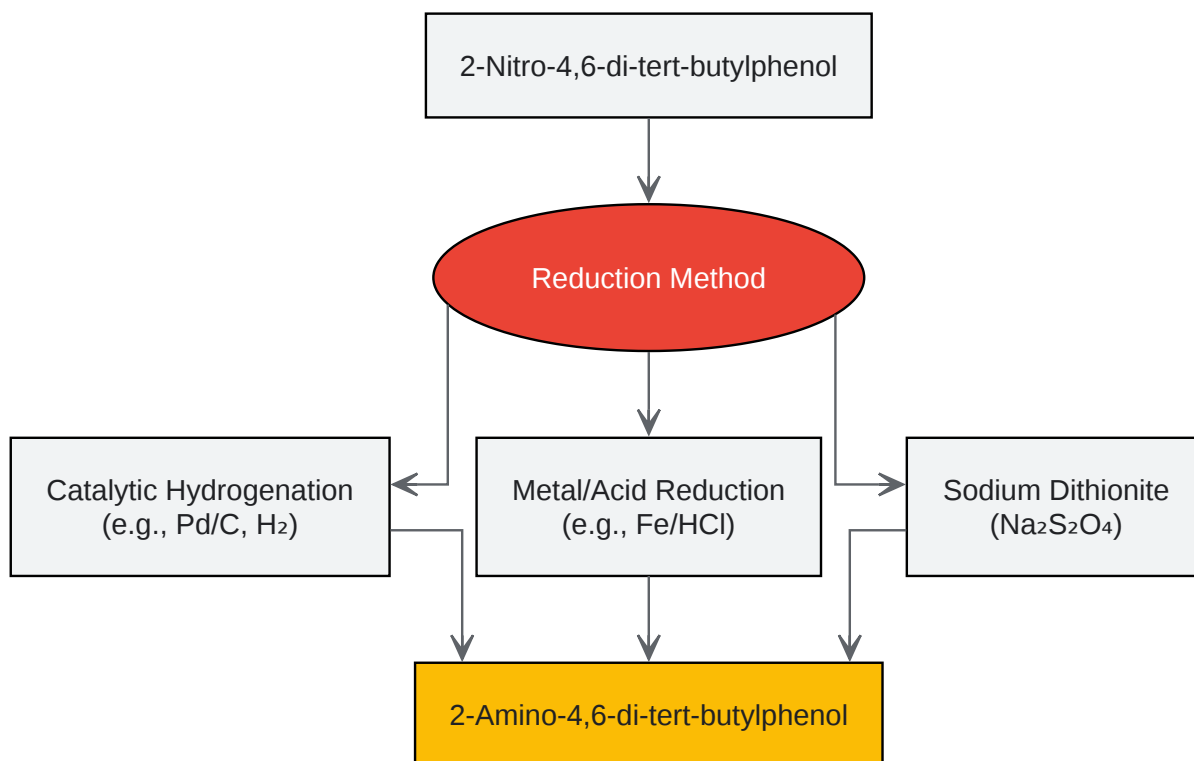 2-Nitro-4,6-di-tert-butylphenol
Reduction Method
Catalytic Hydrogenation
(e.g., Pd/C, H₂)
Metal/Acid Reduction
(e.g., Fe/HCl)
Sodium Dithionite
(Na₂S₂O₄)
2-Amino-4,6-di-tert-butylphenol